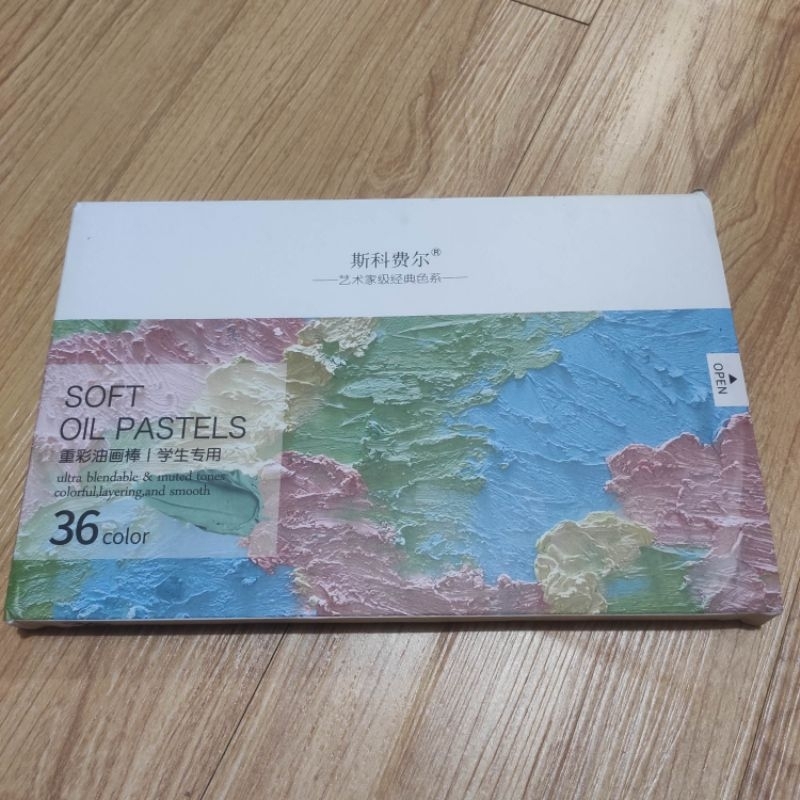 斯科费尔®
艺术家级经典色系
OPEN
SOFT
OIL PASTELS
重彩油画棒丨学生专用
ultra blendable & muted tones
colorful,layering,and smooth
36 color